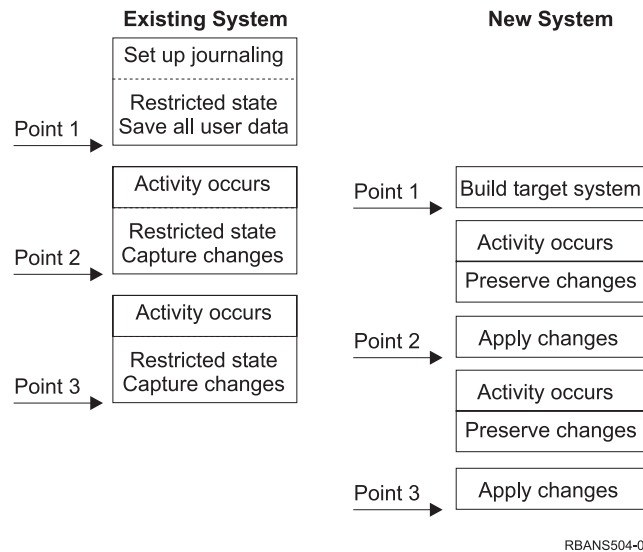 Existing System
Set up journaling
Restricted state
Save all user data
Point 1
Activity occurs
Restricted state
Capture changes
Point 2
Activity occurs
Restricted state
Capture changes
Point 3
New System
Point 1
Build target system
Activity occurs
Preserve changes
Point 2
Apply changes
Activity occurs
Preserve changes
Point 3
Apply changes
RBANS504-0